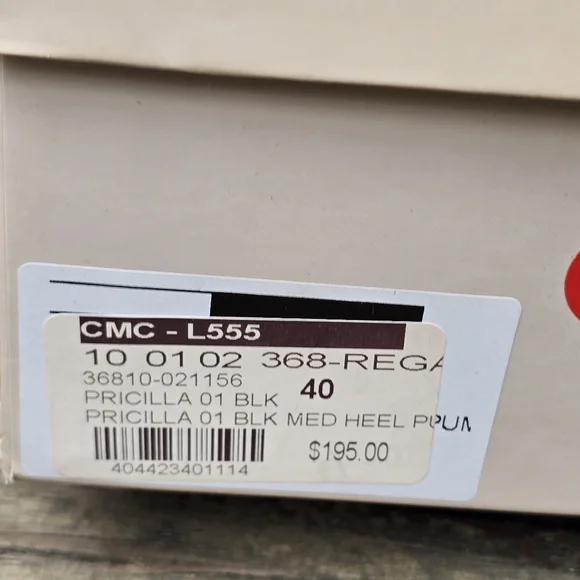 CMC - L555
10 01 02 368-REGA
36810-021156
40
PRICILLA 01 BLK
PRICILLA 01 BLK MED HEEL PUMP
$195.00
404423401114